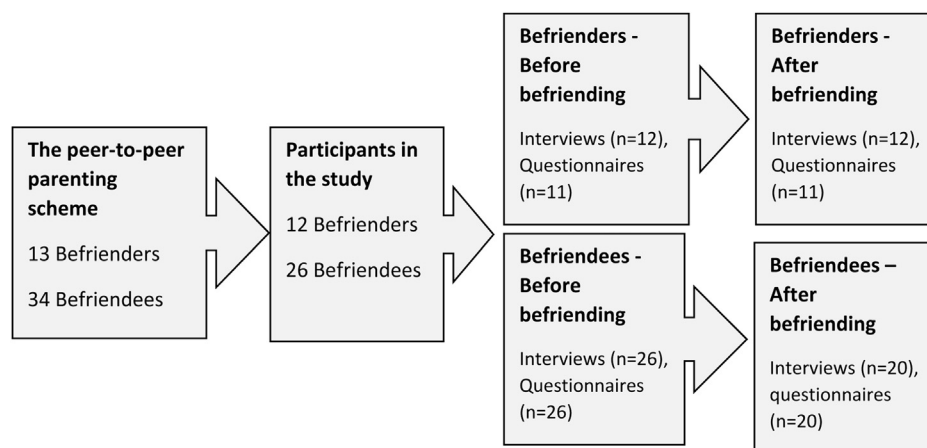 The peer-to-peer
parenting
scheme
13 Befrienders
34 Befriendees
Participants in
the study
12 Befrienders
26 Befriendees
Befrienders -
Before
befriending
Interviews (n=12),
Questionnaires
(n=11)
Befrienders -
After
befriending
Interviews (n=12),
Questionnaires
(n=11)
Befriendees -
Before
befriending
Interviews (n=26),
Questionnaires
(n=26)
Befriendees –
After
befriending
Interviews (n=20),
questionnaires
(n=20)